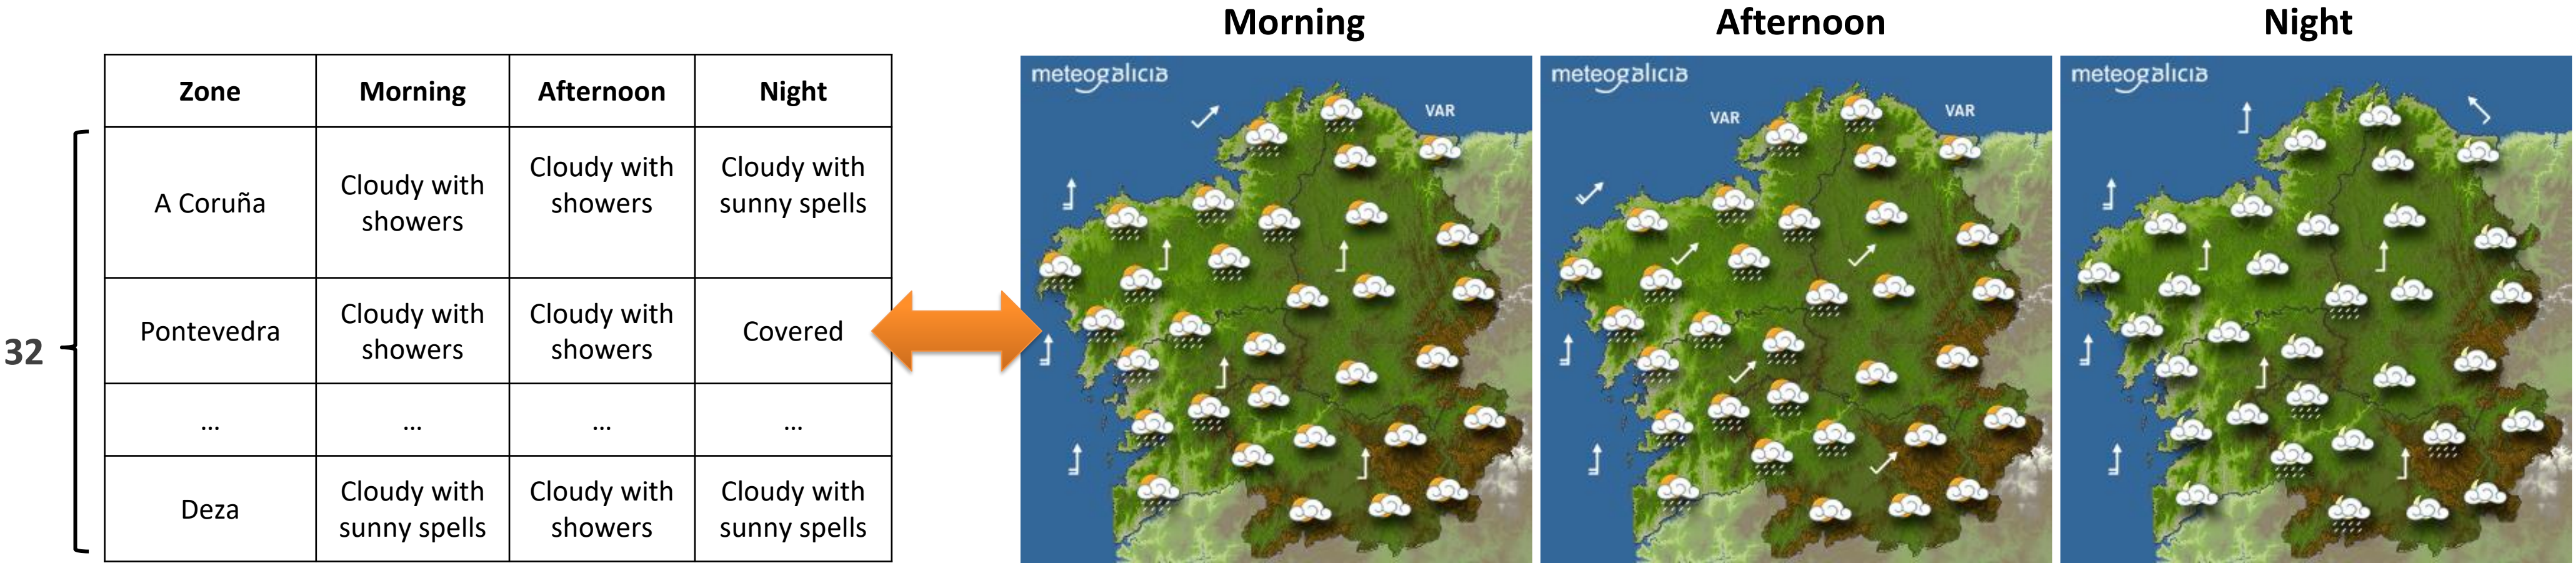 Morning Afternoon Night
Zone Morning Afternoon Night
A Coruña
Cloudy with
showers
Cloudy with
showers
Cloudy with
sunny spells
Pontevedra
Cloudy with
showers
Cloudy with
showers
Covered
... ... ... ...
Deza
Cloudy with
sunny spells
Cloudy with
showers
Cloudy with
sunny spells
32
meteogalicia
VAR
meteogalicia
VAR
VAR
meteogalicia